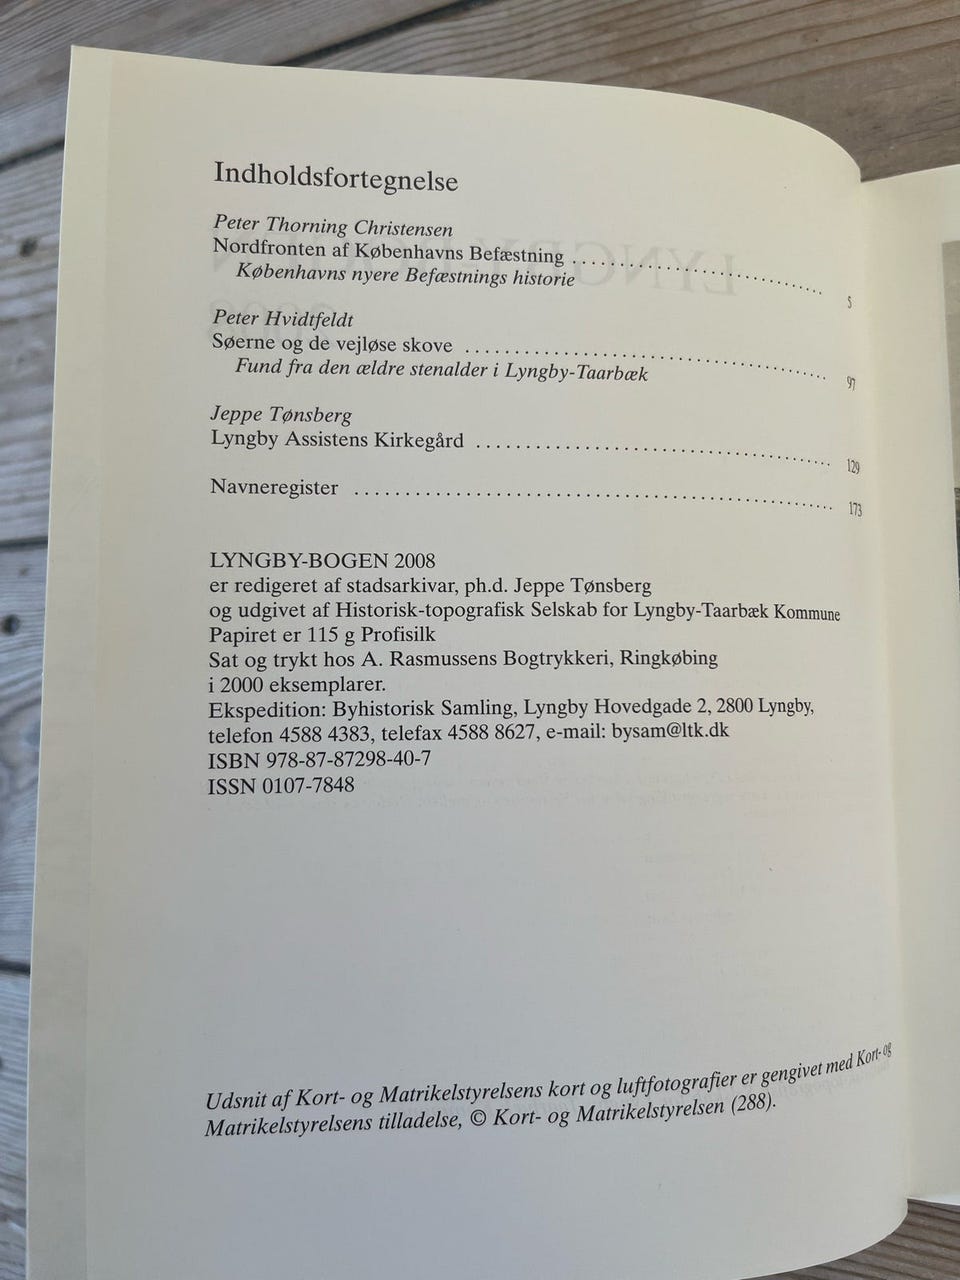 Indholdsfortegnelse
Peter Thorning Christensen
Nordfronten af Københavns Befæstning .............................. 5
Københavns nyere Befæstnings historie
Peter Hvidtfeldt
Søerne og de vejløse skove .............................. 97
Fund fra den ældre stenalder i Lyngby-Taarbæk
Jeppe Tønsberg
Lyngby Assistens Kirkegård .............................. 129
Navneregister .............................. 173
LYNGBY-BOGEN 2008
er redigeret af stadsarkivar, ph.d. Jeppe Tønsberg
og udgivet af Historisk-topografisk Selskab for Lyngby-Taarbæk Kommune
Papiret er 115 g Profisilk
Sat og trykt hos A. Rasmussens Bogtrykkeri, Ringkøbing
i 2000 eksemplarer.
Ekspedition: Byhistorisk Samling, Lyngby Hovedgade 2, 2800 Lyngby,
telefon 4588 4383, telefax 4588 8627, e-mail: bysam@ltk.dk
ISBN 978-87-87298-40-7
ISSN 0107-7848
Udsnit af Kort- og Matrikelstyrelsens kort og luftfotografier er gengivet med Kort- og
Matrikelstyrelsens tilladelse, © Kort- og Matrikelstyrelsen (288).